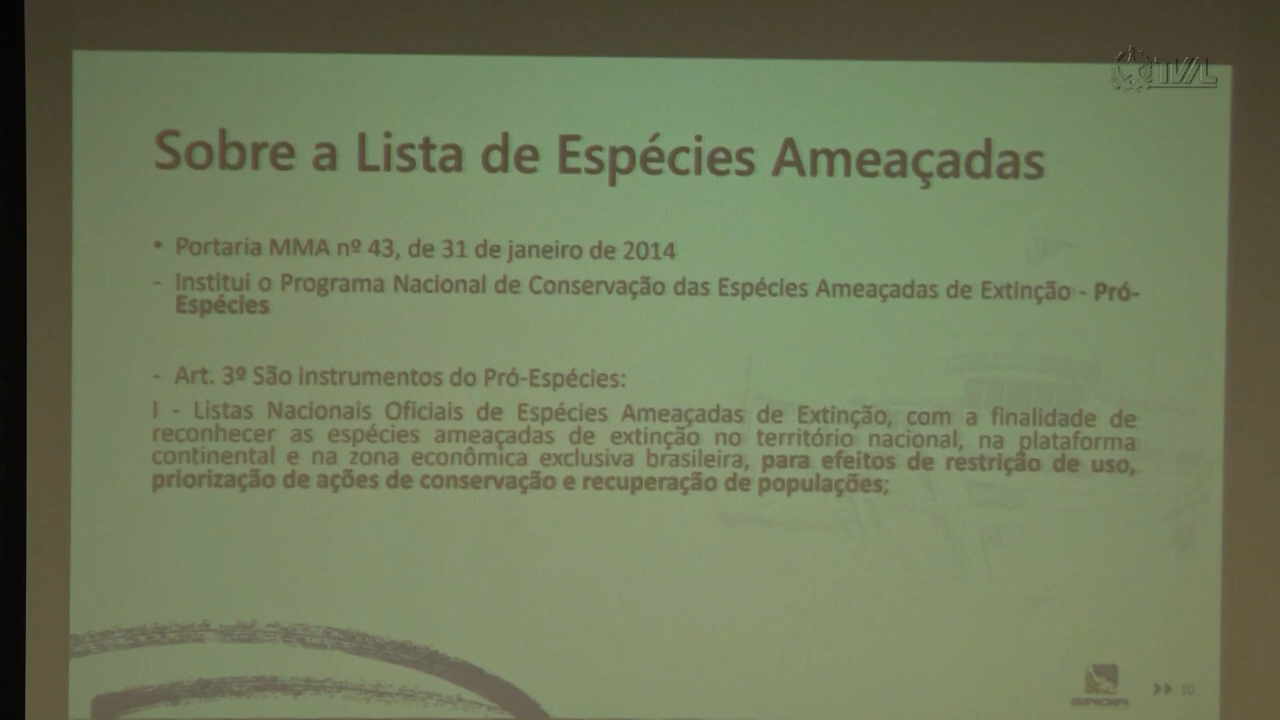 TVAL
Sobre a Lista de Espécies Ameaçadas
• Portaria MMA nº 43, de 31 de janeiro de 2014
- Institui o Programa Nacional de Conservação das Espécies Ameaçadas de Extinção - Pró-
Espécies
- Art. 3º São instrumentos do Pró-Espécies:
I - Listas Nacionais Oficiais de Espécies Ameaçadas de Extinção, com a finalidade de
reconhecer as espécies ameaçadas de extinção no território nacional, na plataforma
continental e na zona econômica exclusiva brasileira, para efeitos de restrição de uso,
priorização de ações de conservação e recuperação de populações;
SINDIPI
10